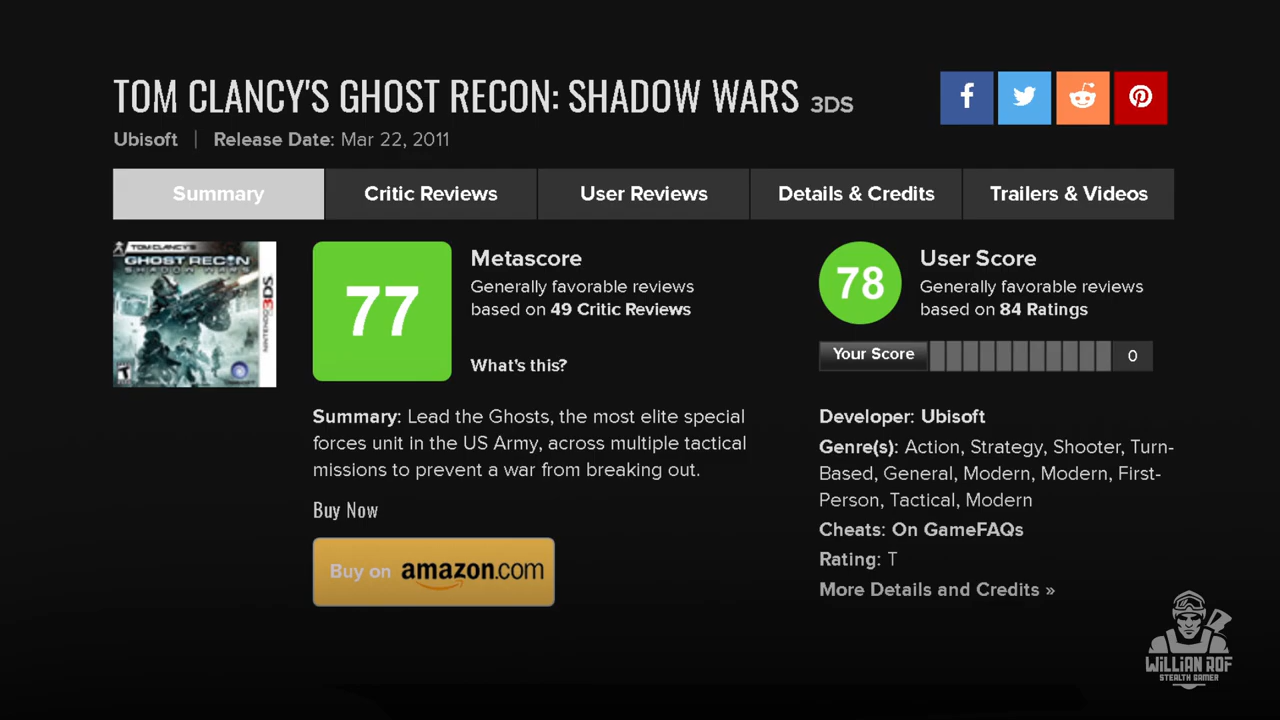 TOM CLANCY'S GHOST RECON: SHADOW WARS 3DS
Ubisoft | Release Date: Mar 22, 2011
Summary
Critic Reviews
User Reviews
Details & Credits
Trailers & Videos
TOM CLANCY'S
GHOST RECON
SHADOW WARS
NINTENDO 3DS
T
77
Metascore
Generally favorable reviews
based on 49 Critic Reviews
What's this?
78
User Score
Generally favorable reviews
based on 84 Ratings
Your Score
0
Summary: Lead the Ghosts, the most elite special
forces unit in the US Army, across multiple tactical
missions to prevent a war from breaking out.
Buy Now
Buy on amazon.com
Developer: Ubisoft
Genre(s): Action, Strategy, Shooter, Turn-
Based, General, Modern, Modern, First-
Person, Tactical, Modern
Cheats: On GameFAQs
Rating: T
More Details and Credits »
WiLLiAN ROF
STEALTH GAMER